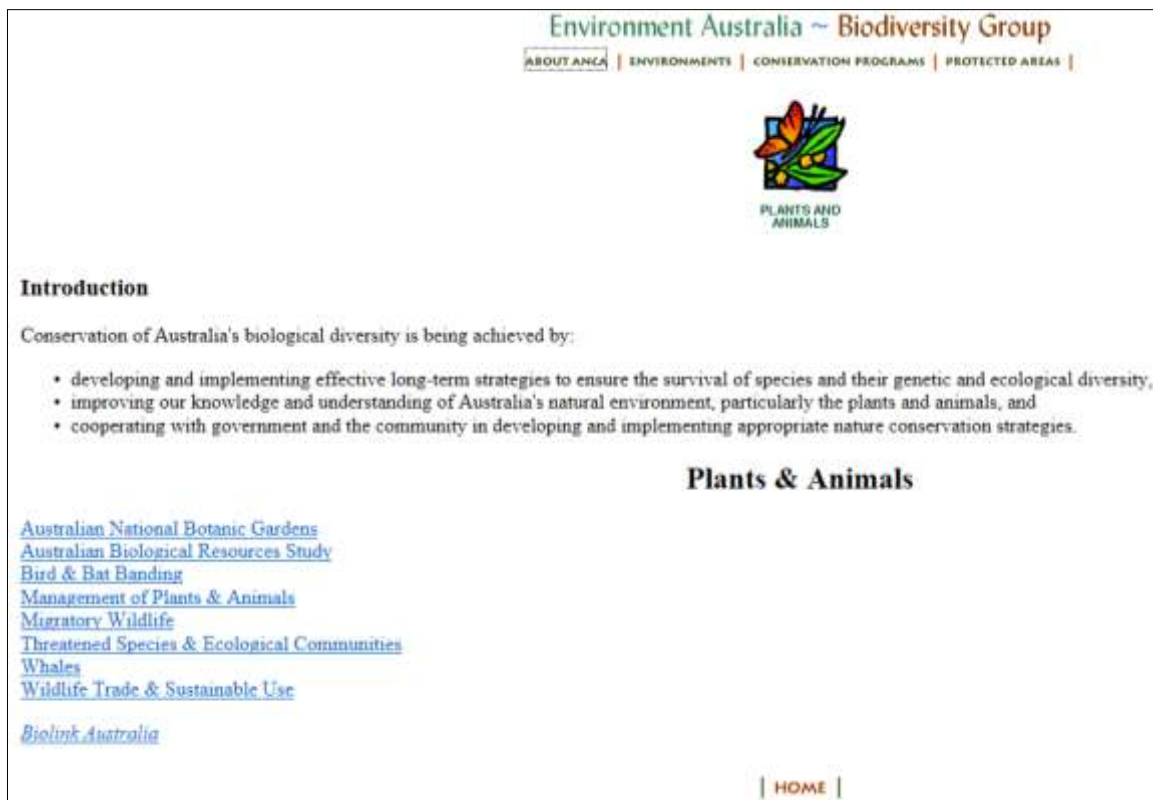 Environment Australia ~ Biodiversity Group
ABOUT ANCA | ENVIRONMENTS | CONSERVATION PROGRAMS | PROTECTED AREAS |
PLANTS AND
ANIMALS
Introduction
Conservation of Australia's biological diversity is being achieved by:
• developing and implementing effective long-term strategies to ensure the survival of species and their genetic and ecological diversity,
• improving our knowledge and understanding of Australia's natural environment, particularly the plants and animals, and
• cooperating with government and the community in developing and implementing appropriate nature conservation strategies.
Plants & Animals
Australian National Botanic Gardens
Australian Biological Resources Study
Bird & Bat Banding
Management of Plants & Animals
Migratory Wildlife
Threatened Species & Ecological Communities
Whales
Wildlife Trade & Sustainable Use
Biolink Australia
| HOME |